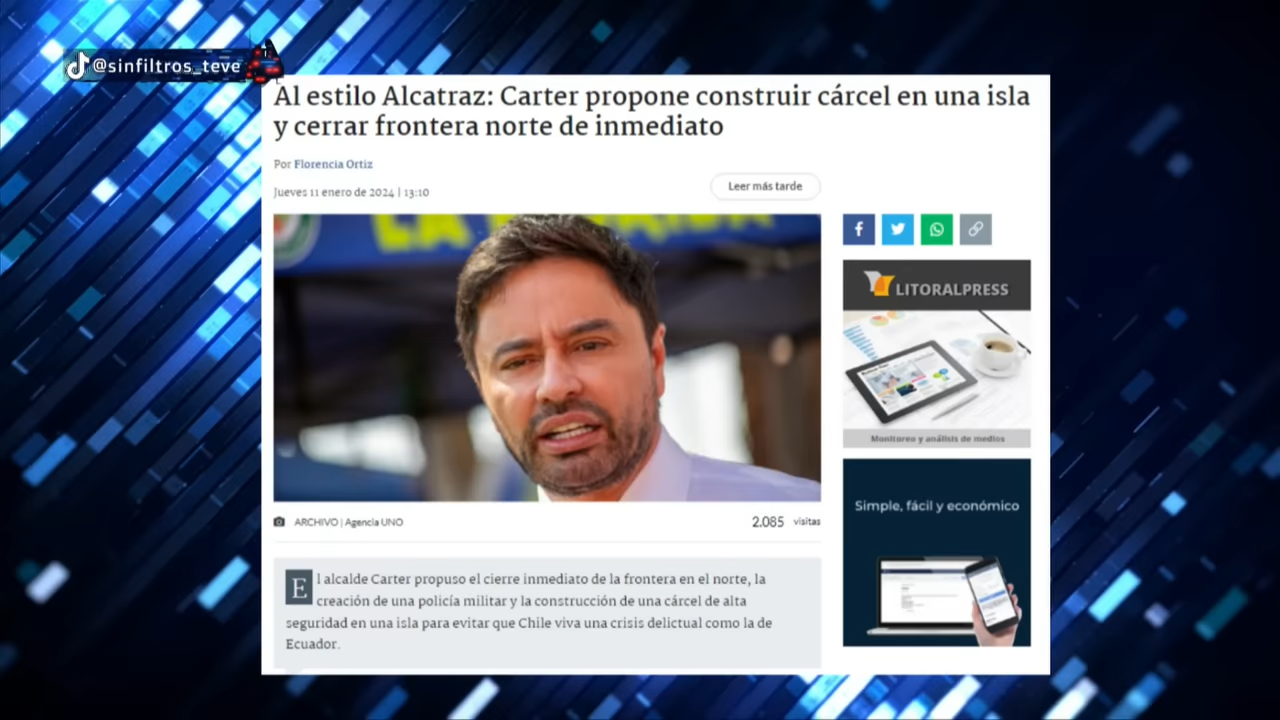 @sinfiltros_teve
Al estilo Alcatraz: Carter propone construir cárcel en una isla
y cerrar frontera norte de inmediato
Por Florencia Ortiz
Jueves 11 enero de 2024 | 13:10
Leer más tarde
LITORALPRESS
Monitoreo y análisis de medios
ARCHIVO | Agencia UNO
2.085 visitas
Simple, fácil y económico
El alcalde Carter propuso el cierre inmediato de la frontera en el norte, la
creación de una policía militar y la construcción de una cárcel de alta
seguridad en una isla para evitar que Chile viva una crisis delictual como la de
Ecuador.